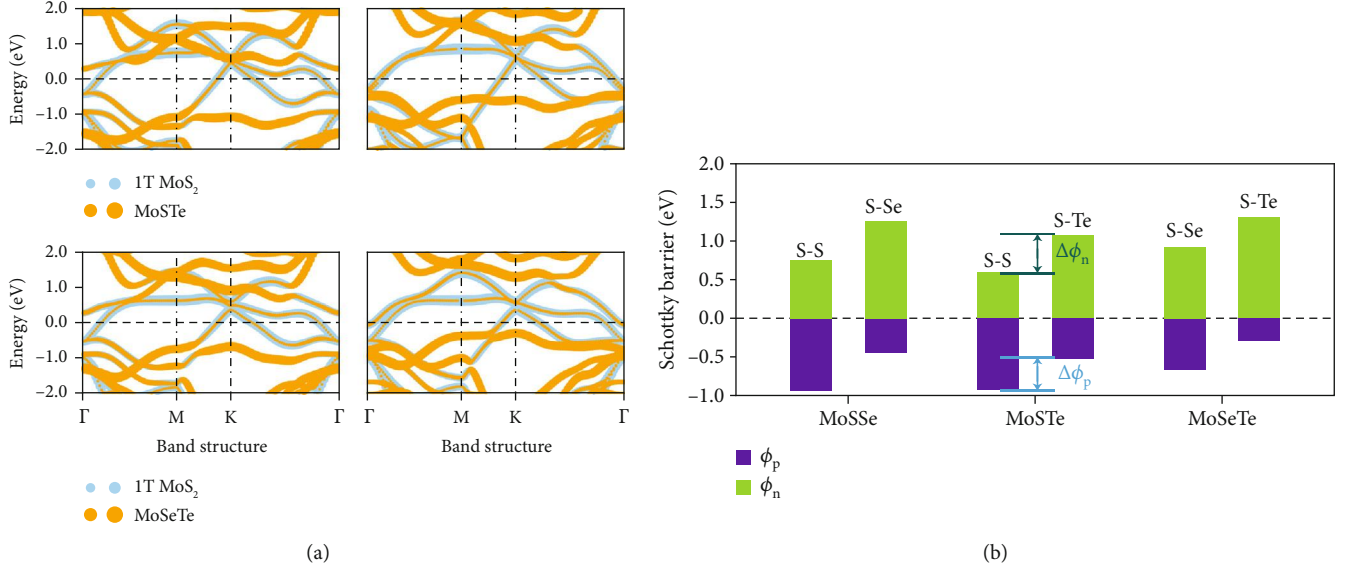 2.0
1.0
0.0
−1.0
−2.0
Energy (eV)
1T MoS₂
MoSTe
2.0
1.0
0.0
−1.0
−2.0
Energy (eV)
Γ M K Γ
Γ M K Γ
Band structure
Band structure
1T MoS₂
MoSeTe
(a)
2.0
1.5
1.0
0.5
0.0
−0.5
−1.0
Schottky barrier (eV)
S-S
S-Se
S-S
S-Te
S-Se
S-Te
Δϕₙ
Δϕₚ
MoSSe MoSTe MoSeTe
ϕₚ
ϕₙ
(b)